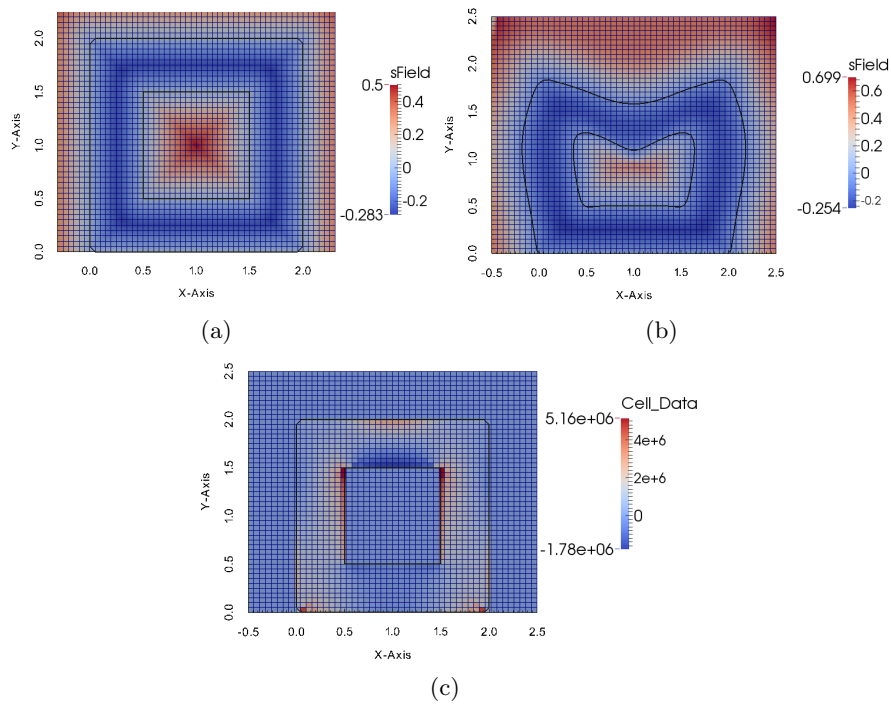 2.0
1.5
1.0
0.5
0.0
Y-Axis
0.0 0.5 1.0 1.5 2.0
X-Axis
sField
0.5
0.4
0.2
0
-0.2
-0.283
(a)
2.5
2.0
1.5
1.0
0.5
0.0
Y-Axis
-0.5 0.0 0.5 1.0 1.5 2.0 2.5
X-Axis
sField
0.699
0.6
0.4
0.2
0
-0.2
-0.254
(b)
2.5
2.0
1.5
1.0
0.5
0.0
Y-Axis
-0.5 0.0 0.5 1.0 1.5 2.0 2.5
X-Axis
Cell_Data
5.16e+06
4e+6
2e+6
0
-1.78e+06
(c)